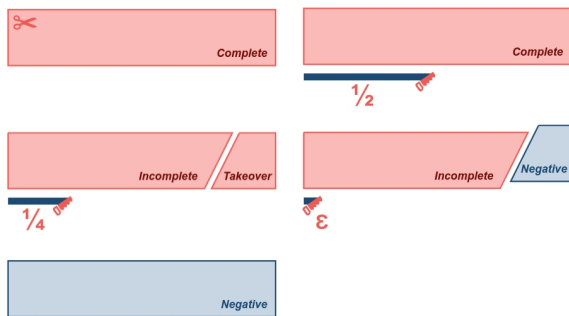 Complete
Complete
½
Incomplete
Takeover
Incomplete
Negative
¼
ε
Negative